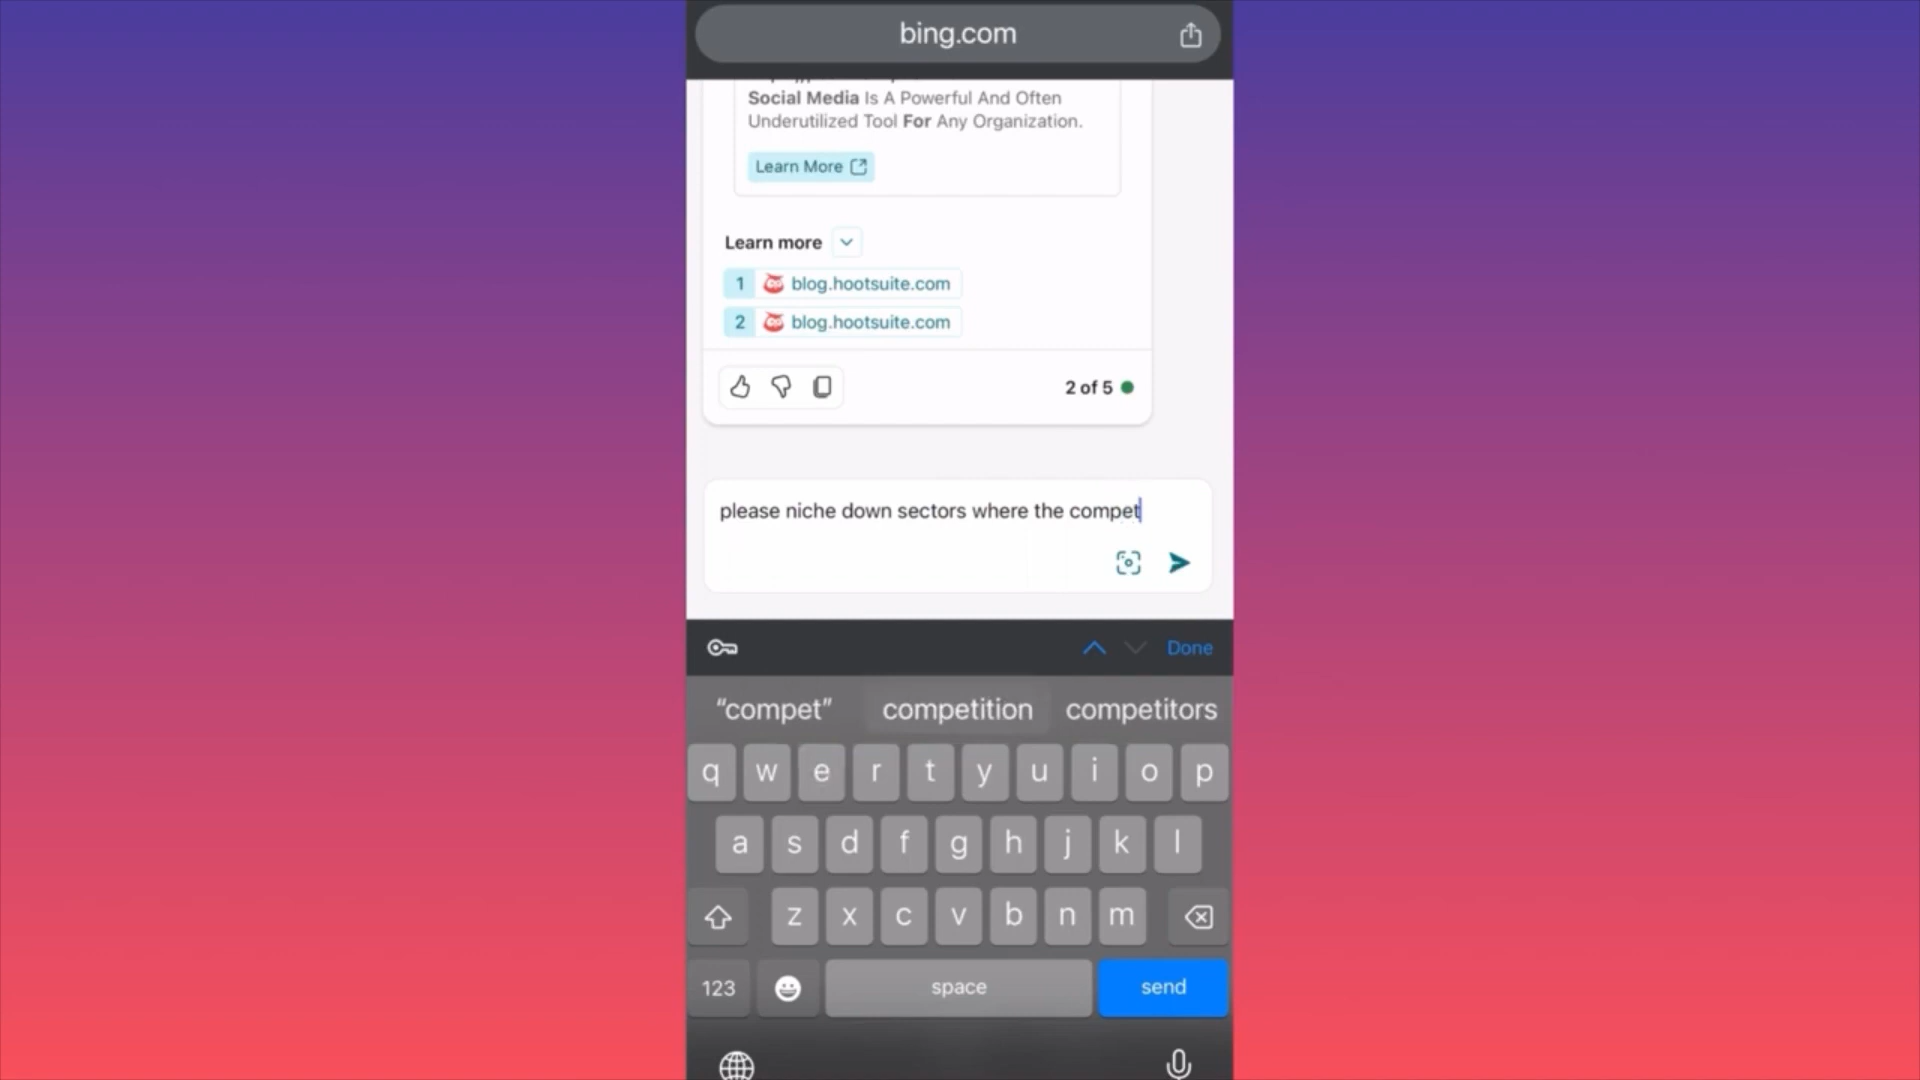 bing.com
Social Media Is A Powerful And Often
Underutilized Tool For Any Organization.
Learn More
Learn more
1 blog.hootsuite.com
2 blog.hootsuite.com
2 of 5
please niche down sectors where the compet
Done
“compet” competition competitors
q w e r t y u i o p
a s d f g h j k l
z x c v b n m
123 space send